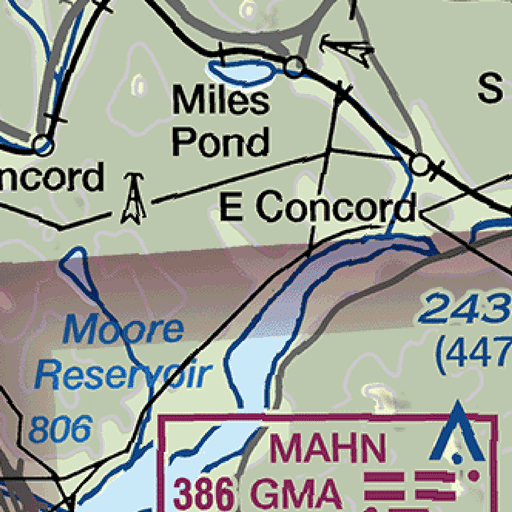 Miles
Pond
S
ncord
E Concord
243
(447
Moore
Reservoir
806
MAHN
386 GMA